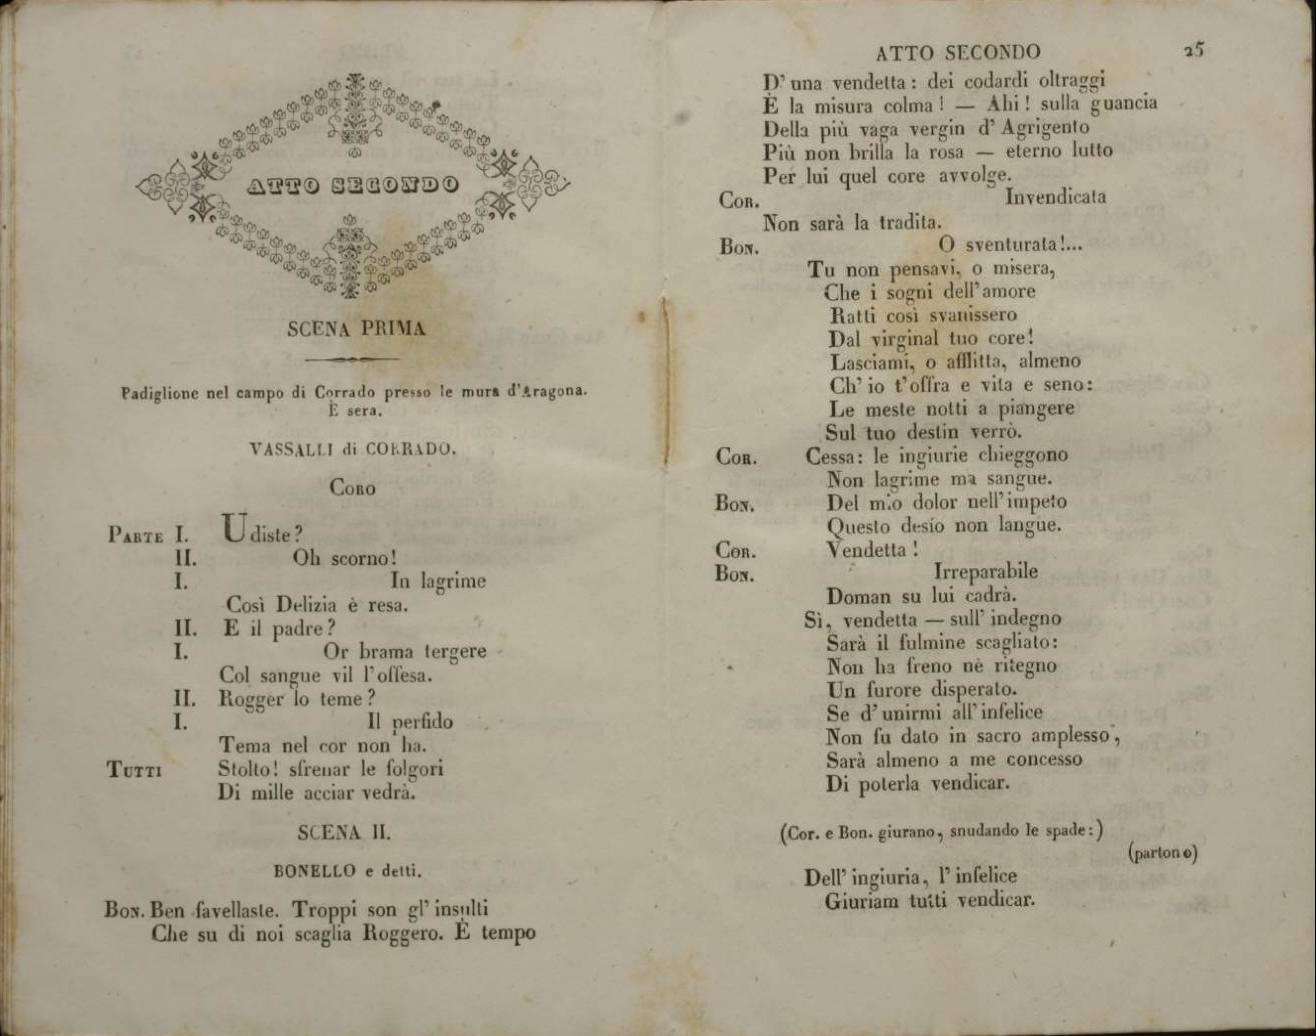 ATTO SECONDO
SCENA PRIMA
Padiglione nel campo di Corrado presso le mura d'Aragona.
È sera.
VASSALLI di CORRADO.
CORO
PARTE I. Udiste?
II. Oh scorno!
I. In lagrime
Così Delizia è resa.
II. E il padre?
I. Or brama tergere
Col sangue vil l'offesa.
II. Rogger lo teme?
I. Il perfido
Tema nel cor non ha.
TUTTI Stolto! sfrenar le folgori
Di mille acciar vedrà.
SCENA II.
BONELLO e detti.
BON. Ben favellaste. Troppi son gl'insulti
Che su di noi scaglia Roggero. È tempo
ATTO SECONDO 25
D'una vendetta: dei codardi oltraggi
È la misura colma! — Ahi! sulla guancia
Della più vaga vergin d'Agrigento
Più non brilla la rosa — eterno lutto
Per lui quel core avvolge.
COR. Invendicata
Non sarà la tradita.
BON. O sventurata!...
Tu non pensavi, o misera,
Che i sogni dell'amore
Ratti così svanissero
Dal virginal tuo core!
Lasciami, o afflitta, almeno
Ch'io t'offra e vita e seno:
Le meste notti a piangere
Sul tuo destin verrò.
COR. Cessa: le ingiurie chieggono
Non lagrime ma sangue.
BON. Del mio dolor nell'impeto
Questo desío non langue.
COR. Vendetta!
BON. Irreparabile
Doman su lui cadrà.
Sì, vendetta — sull'indegno
Sarà il fulmine scagliato:
Non ha freno nè ritegno
Un furore disperato.
Se d'unirmi all'infelice
Non fu dato in sacro amplesso,
Sarà almeno a me concesso
Di poterla vendicar.
(Cor. e Bon. giurano, snudando le spade:)
(partono)
Dell'ingiuria, l'infelice
Giuriam tutti vendicar.